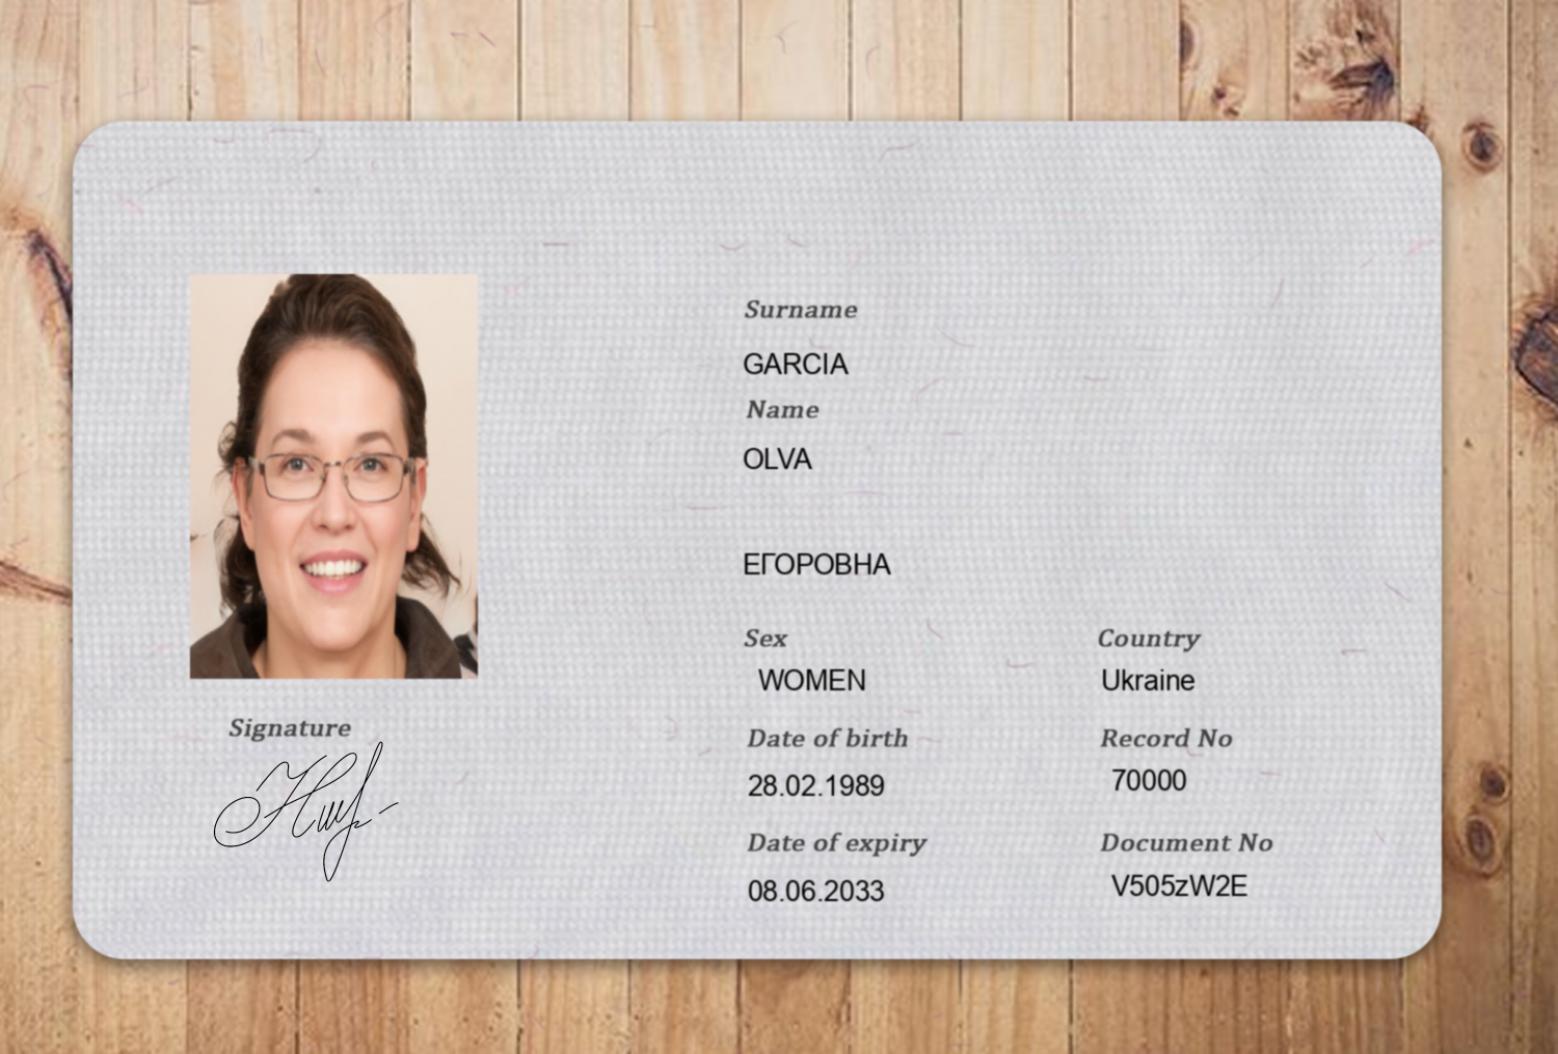 Surname
GARCIA
Name
OLVA
ЕГОРОВНА
Sex
Country
WOMEN
Ukraine
Date of birth
Record No
28.02.1989
70000
Date of expiry
Document No
08.06.2033
V505zW2E
Signature